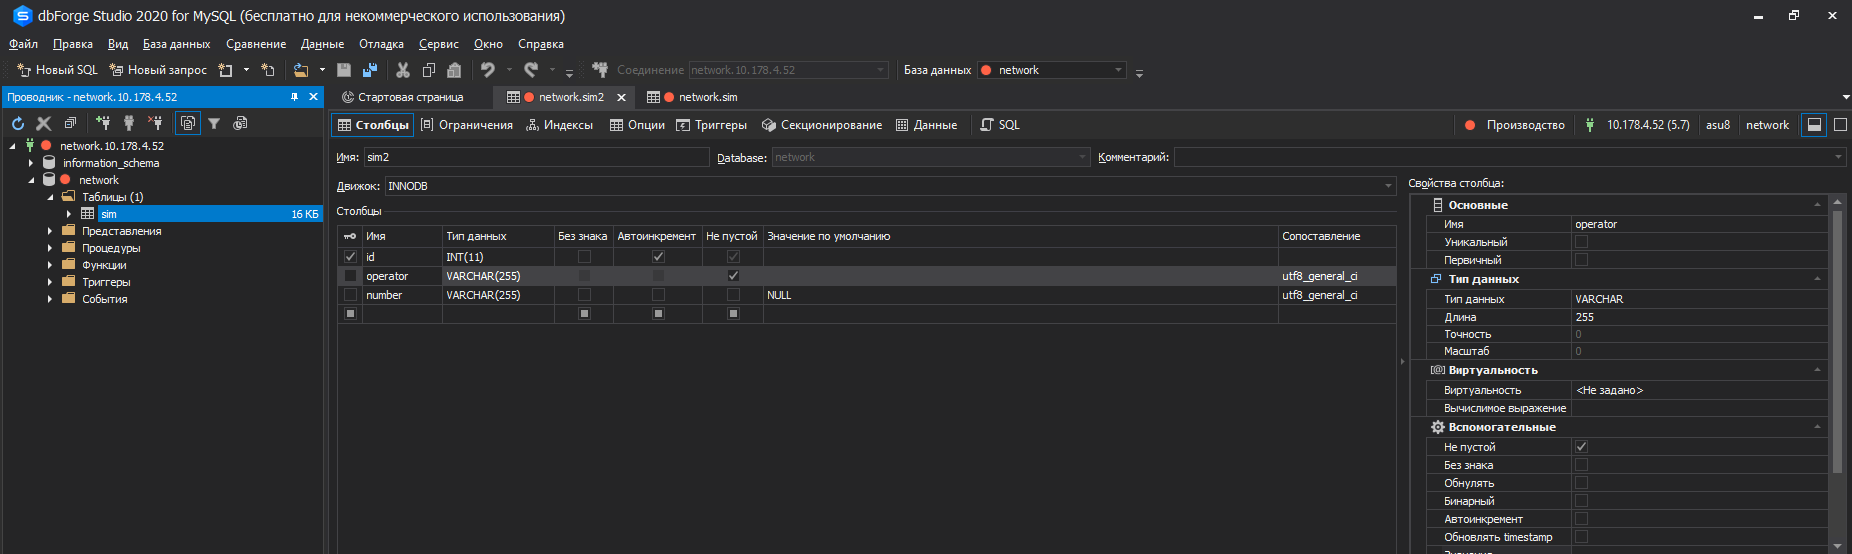 dbForge Studio 2020 for MySQL (бесплатно для некоммерческого использования)
Файл Правка Вид База данных Сравнение Данные Отладка Сервис Окно Справка
Новый SQL Новый запрос Соединение network.10.178.4.52 База данных network
Проводник - network.10.178.4.52
Стартовая страница network.sim2 network.sim
Столбцы Ограничения Индексы Опции Триггеры Секционирование Данные SQL Производство 10.178.4.52 (5.7) asu8 network
network.10.178.4.52
information_schema
network
Таблицы (1)
sim 16 КБ
Представления
Процедуры
Функции
Триггеры
События
Имя: sim2 Database: network Комментарий:
Движок: INNODB
Столбцы
Имя Тип данных Без знака Автоинкремент Не пустой Значение по умолчанию Сопоставление
id INT(11)
operator VARCHAR(255) utf8_general_ci
number VARCHAR(255) NULL utf8_general_ci
Свойства столбца:
Основные
Имя operator
Уникальный
Первичный
Тип данных
Тип данных VARCHAR
Длина 255
Точность 0
Масштаб 0
Виртуальность
Виртуальность <Не задано>
Вычислимое выражение
Вспомогательные
Не пустой
Без знака
Обнулять
Бинарный
Автоинкремент
Обновлять timestamp